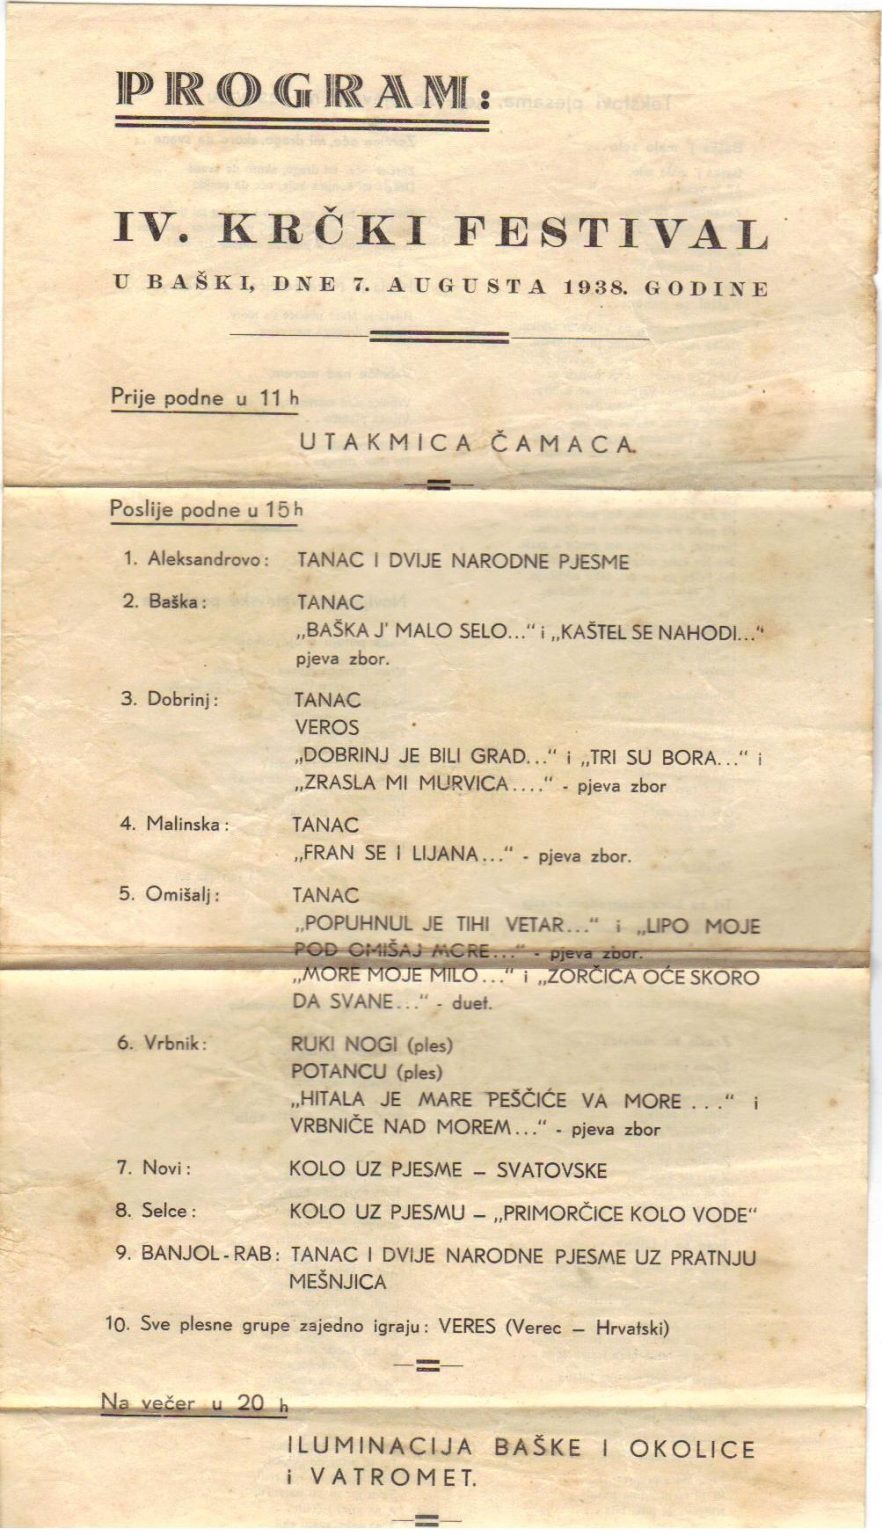 PROGRAM:
IV. KRČKI FESTIVAL
U BAŠKI, DNE 7. AUGUSTA 1938. GODINE
Prije podne u 11 h
UTAKMICA ČAMACA.
Poslije podne u 15 h
1. Aleksandrovo: TANAC I DVIJE NARODNE PJESME
2. Baška: TANAC
„BAŠKA J' MALO SELO...“ i „KAŠTEL SE NAHODI...“
pjeva zbor.
3. Dobrinj: TANAC
VEROS
„DOBRINJ JE BILI GRAD...“ i „TRI SU BORA...“ i
„ZRASLA MI MURVICA....“ - pjeva zbor
4. Malinska: TANAC
„FRAN SE I LIJANA...“ - pjeva zbor.
5. Omišalj: TANAC
„POPUHNUL JE TIHI VETAR...“ i „LIPO MOJE
POD OMIŠAJ MORE...“ - pjeva zbor.
„MORE MOJE MILO...“ i „ZORČICA OĆE SKORO
DA SVANE...“ - duet.
6. Vrbnik: RUKI NOGI (ples)
POTANCU (ples)
„HITALA JE MARE PEŠČIĆE VA MORE ...“ i
VRBNIČE NAD MOREM...“ - pjeva zbor
7. Novi: KOLO UZ PJESME – SVATOVSKE
8. Selce: KOLO UZ PJESMU – „PRIMORČICE KOLO VODE“
9. BANJOL-RAB: TANAC I DVIJE NARODNE PJESME UZ PRATNJU
MEŠNJICA
10. Sve plesne grupe zajedno igraju: VERES (Verec – Hrvatski)
Na večer u 20 h
ILUMINACIJA BAŠKE I OKOLICE
i VATROMET.